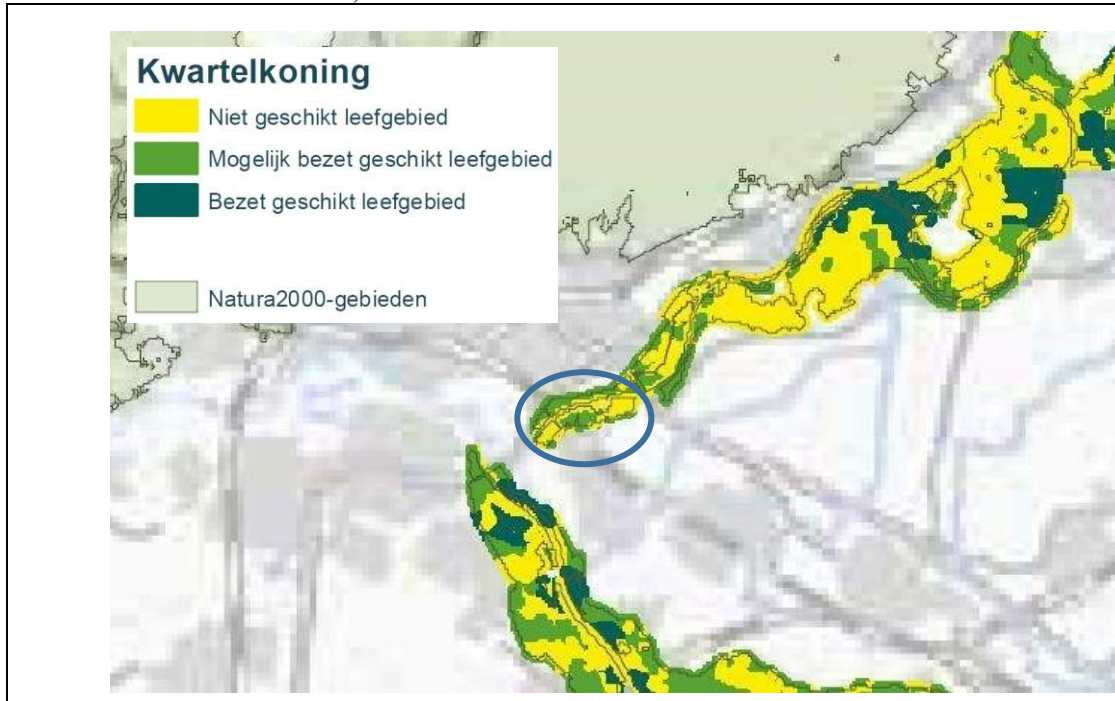 Kwartelkoning
Niet geschikt leefgebied
Mogelijk bezet geschikt leefgebied
Bezet geschikt leefgebied
Natura2000-gebieden